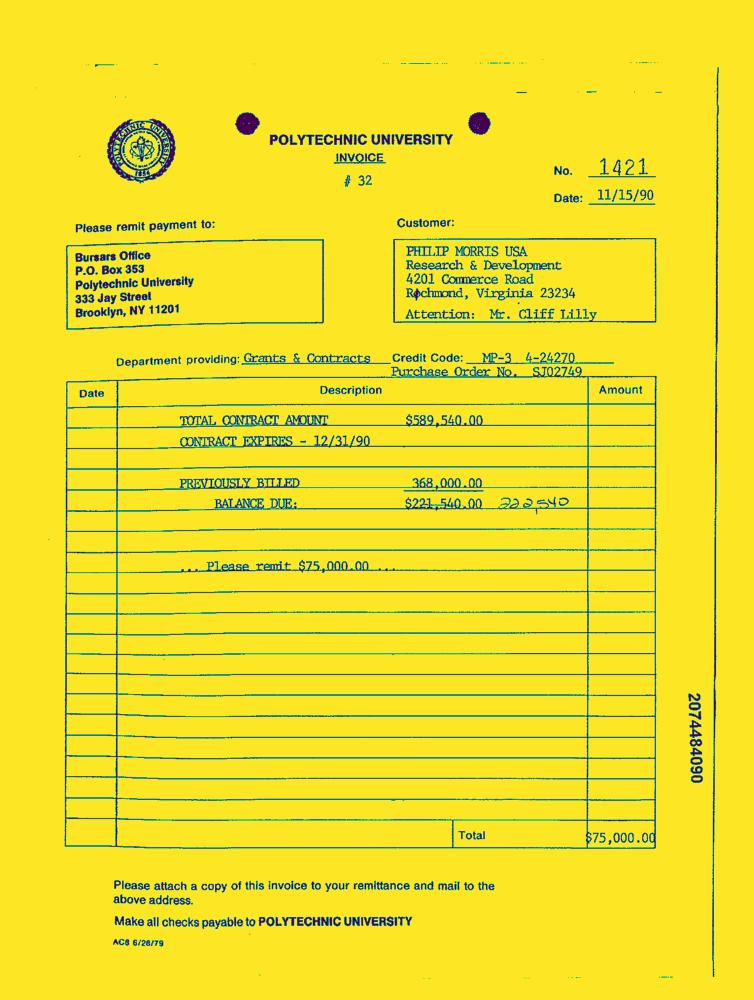 POLYTECHNIC UNIVERSITY
1854
POLYTECHNIC UNIVERSITY
INVOICE
# 32
No. 1421
Date: 11/15/90
Please remit payment to:
Customer:
Bursars Office
P.O. Box 353
Polytechnic University
333 Jay Street
Brooklyn, NY 11201
PHILIP MORRIS USA
Research & Development
4201 Commerce Road
Rochmond, Virginia 23234
Attention: Mr. Cliff Lilly
Department providing: Grants & Contracts Credit Code: MP-3 4-24270
Purchase Order No. SJ02749
Date Description Amount
TOTAL CONTRACT AMOUNT $589,540.00
CONTRACT EXPIRES - 12/31/90
PREVIOUSLY BILLED 368,000.00
BALANCE DUE: $221,540.00 222,540
... Please remit $75,000.00 ...
Total $75,000.00
Please attach a copy of this invoice to your remittance and mail to the
above address.
Make all checks payable to POLYTECHNIC UNIVERSITY
ACS 6/26/79
2074484090